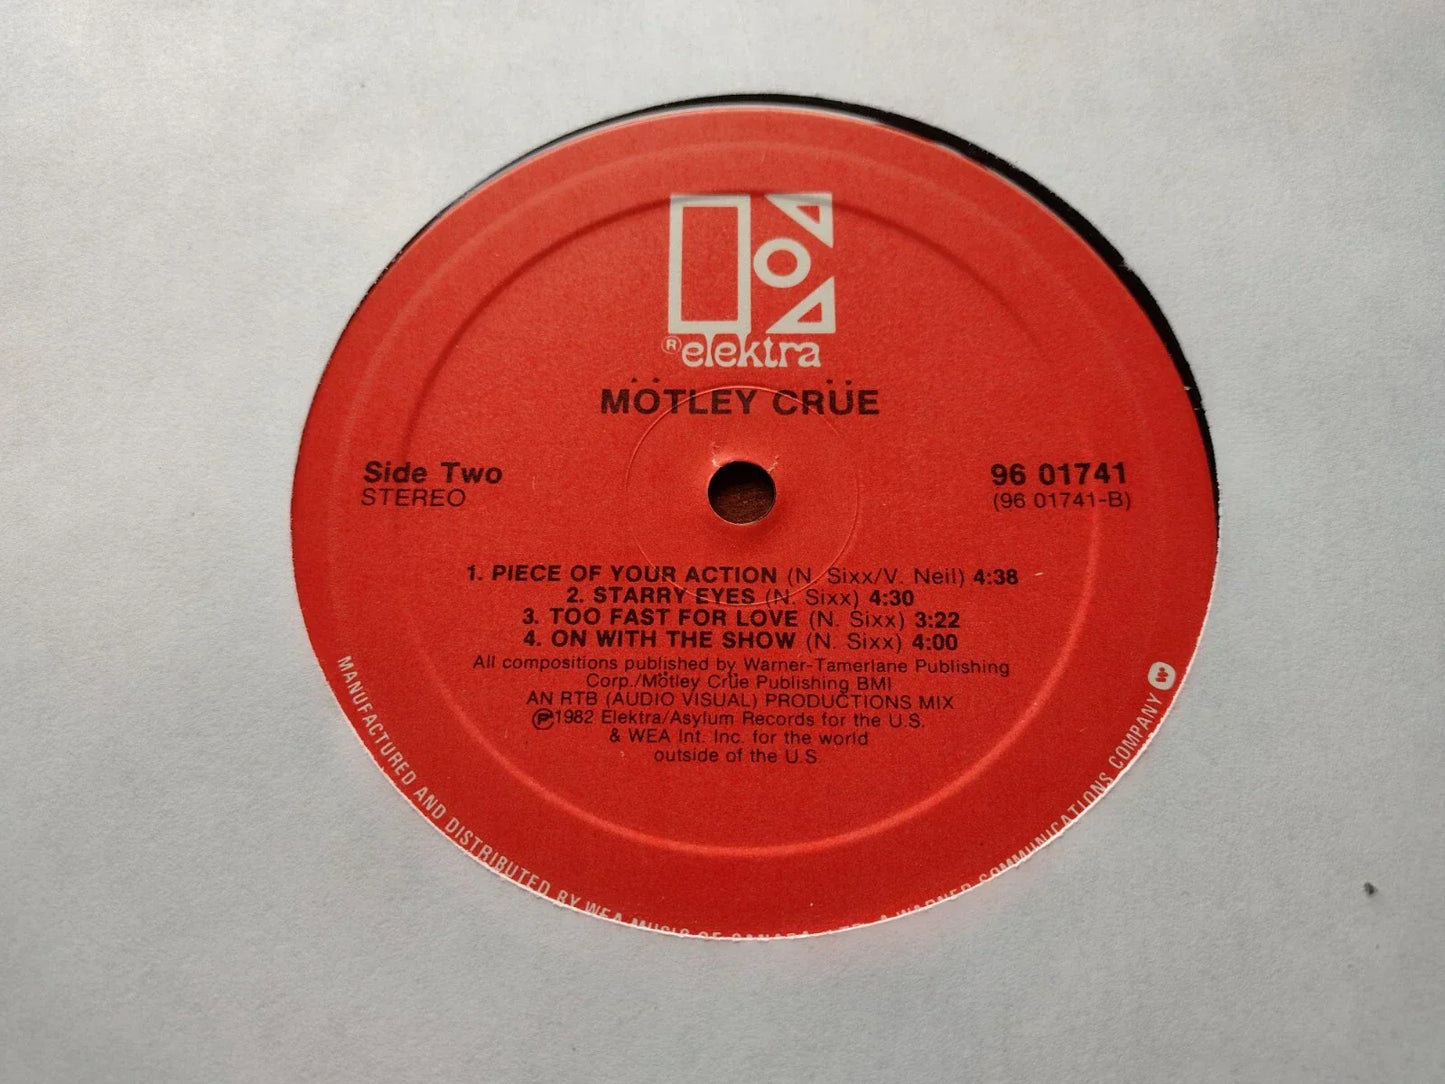 ® elektra
MÖTLEY CRÜE
Side Two
STEREO
96 01741
(96 01741-B)
1. PIECE OF YOUR ACTION (N. Sixx/V. Neil) 4:38
2. STARRY EYES (N. Sixx) 4:30
3. TOO FAST FOR LOVE (N. Sixx) 3:22
4. ON WITH THE SHOW (N. Sixx) 4:00
All compositions published by Warner-Tamerlane Publishing
Corp./Mötley Crüe Publishing BMI
AN RTB (AUDIO VISUAL) PRODUCTIONS MIX
℗1982 Elektra/Asylum Records for the U.S.
& WEA Int. Inc. for the world
outside of the U.S
MANUFACTURED AND DISTRIBUTED BY WEA MUSIC OF CANADA A WARNER COMMUNICATIONS COMPANY